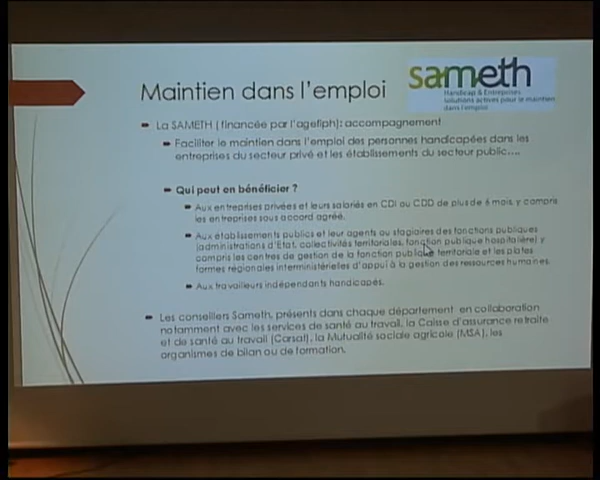 Maintien dans l'emploi
sameth
Handicap & Entreprises
solutions actives pour le maintien
dans l'emploi
La SAMETH ( financée par l'agefiph): accompagnement
Faciliter le maintien dans l'emploi des personnes handicapées dans les
entreprises du secteur privé et les établissements du secteur public....
Qui peut en bénéficier ?
Aux entreprises privées et leurs salariés en CDI ou CDD de plus de 6 mois y compris
les entreprises sous accord agréé.
Aux établissements publics et leur agents ou stagiaires des fonctions publiques
(administrations d'Etat, collectivités territoriales, fonction publique hospitalière) y
compris les centres de gestion de la fonction publique territoriale et les plates
formes régionales interministérielles d'appui à la gestion des ressources humaines.
Aux travailleurs indépendants handicapés.
Les conseillers Sameth, présents dans chaque département en collaboration
notamment avec les services de santé au travail, la Caisse d'assurance retraite
et de santé au travail (Carsat), la Mutualité sociale agricole (MSA), les
organismes de bilan ou de formation.